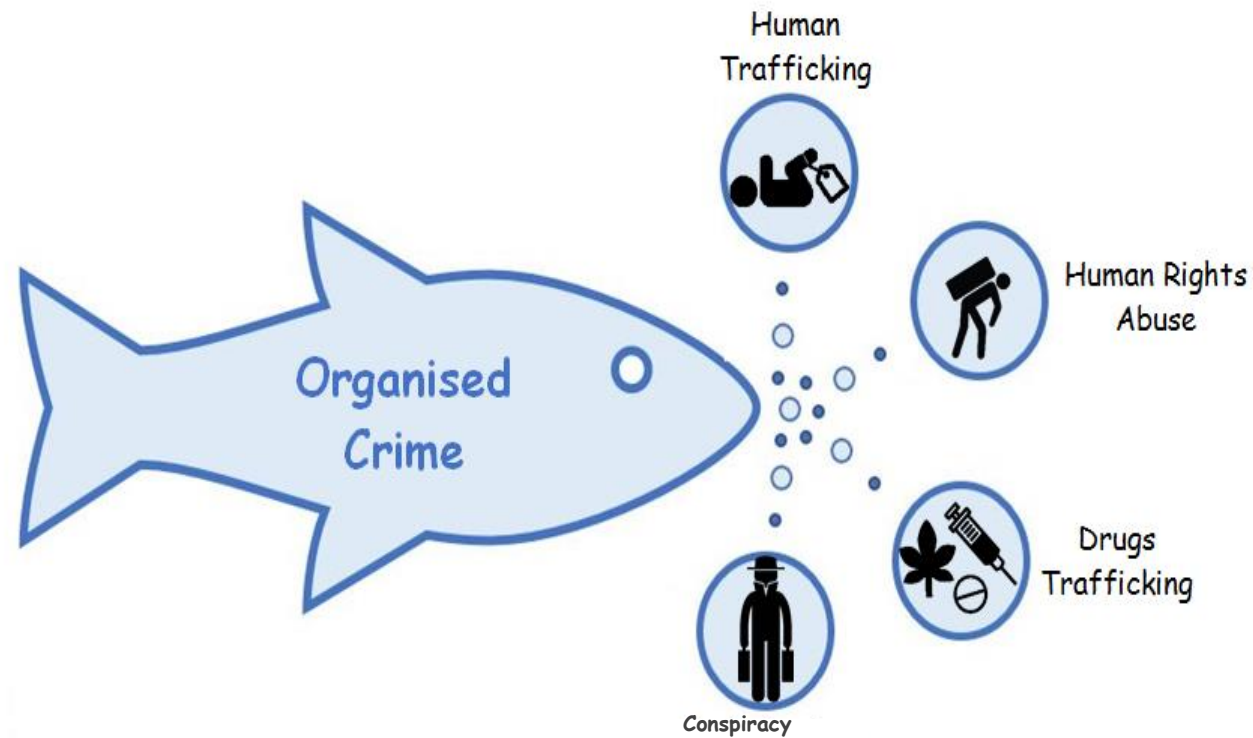 Human
Trafficking
Human Rights
Abuse
Organised
Crime
Drugs
Trafficking
Conspiracy